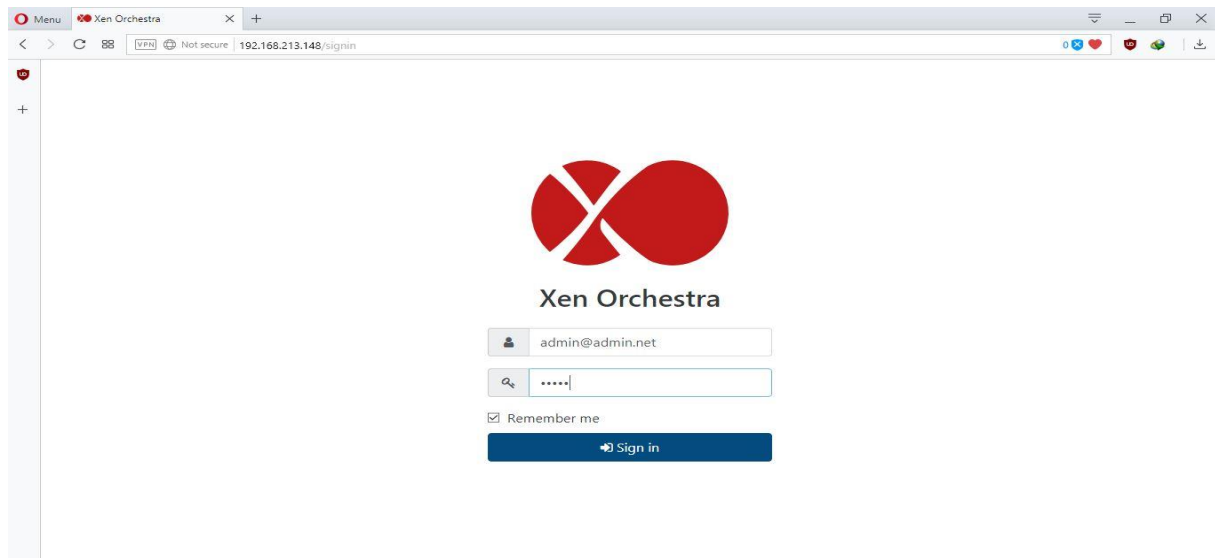 Menu
Xen Orchestra
VPN
Not secure
192.168.213.148/signin
0
Xen Orchestra
admin@admin.net
•••••
Remember me
Sign in